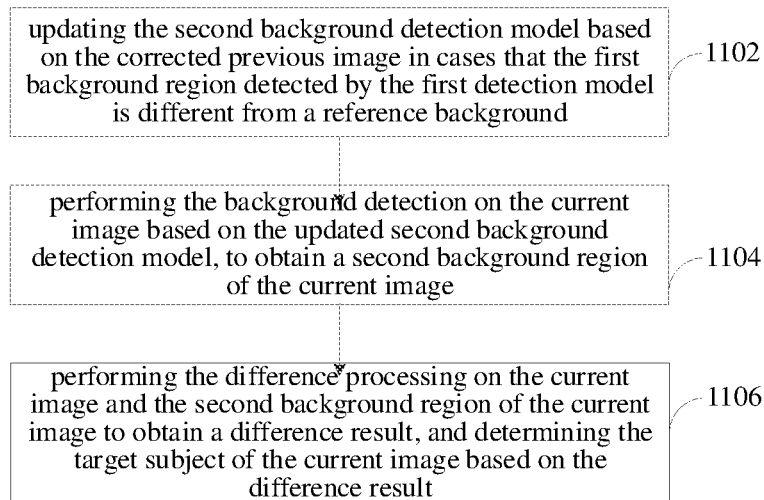 updating the second background detection model based
on the corrected previous image in cases that the first
background region detected by the first detection model
is different from a reference background
1102
performing the background detection on the current
image based on the updated second background
detection model, to obtain a second background region
of the current image
1104
performing the difference processing on the current
image and the second background region of the current
image to obtain a difference result, and determining the
target subject of the current image based on the
difference result
1106